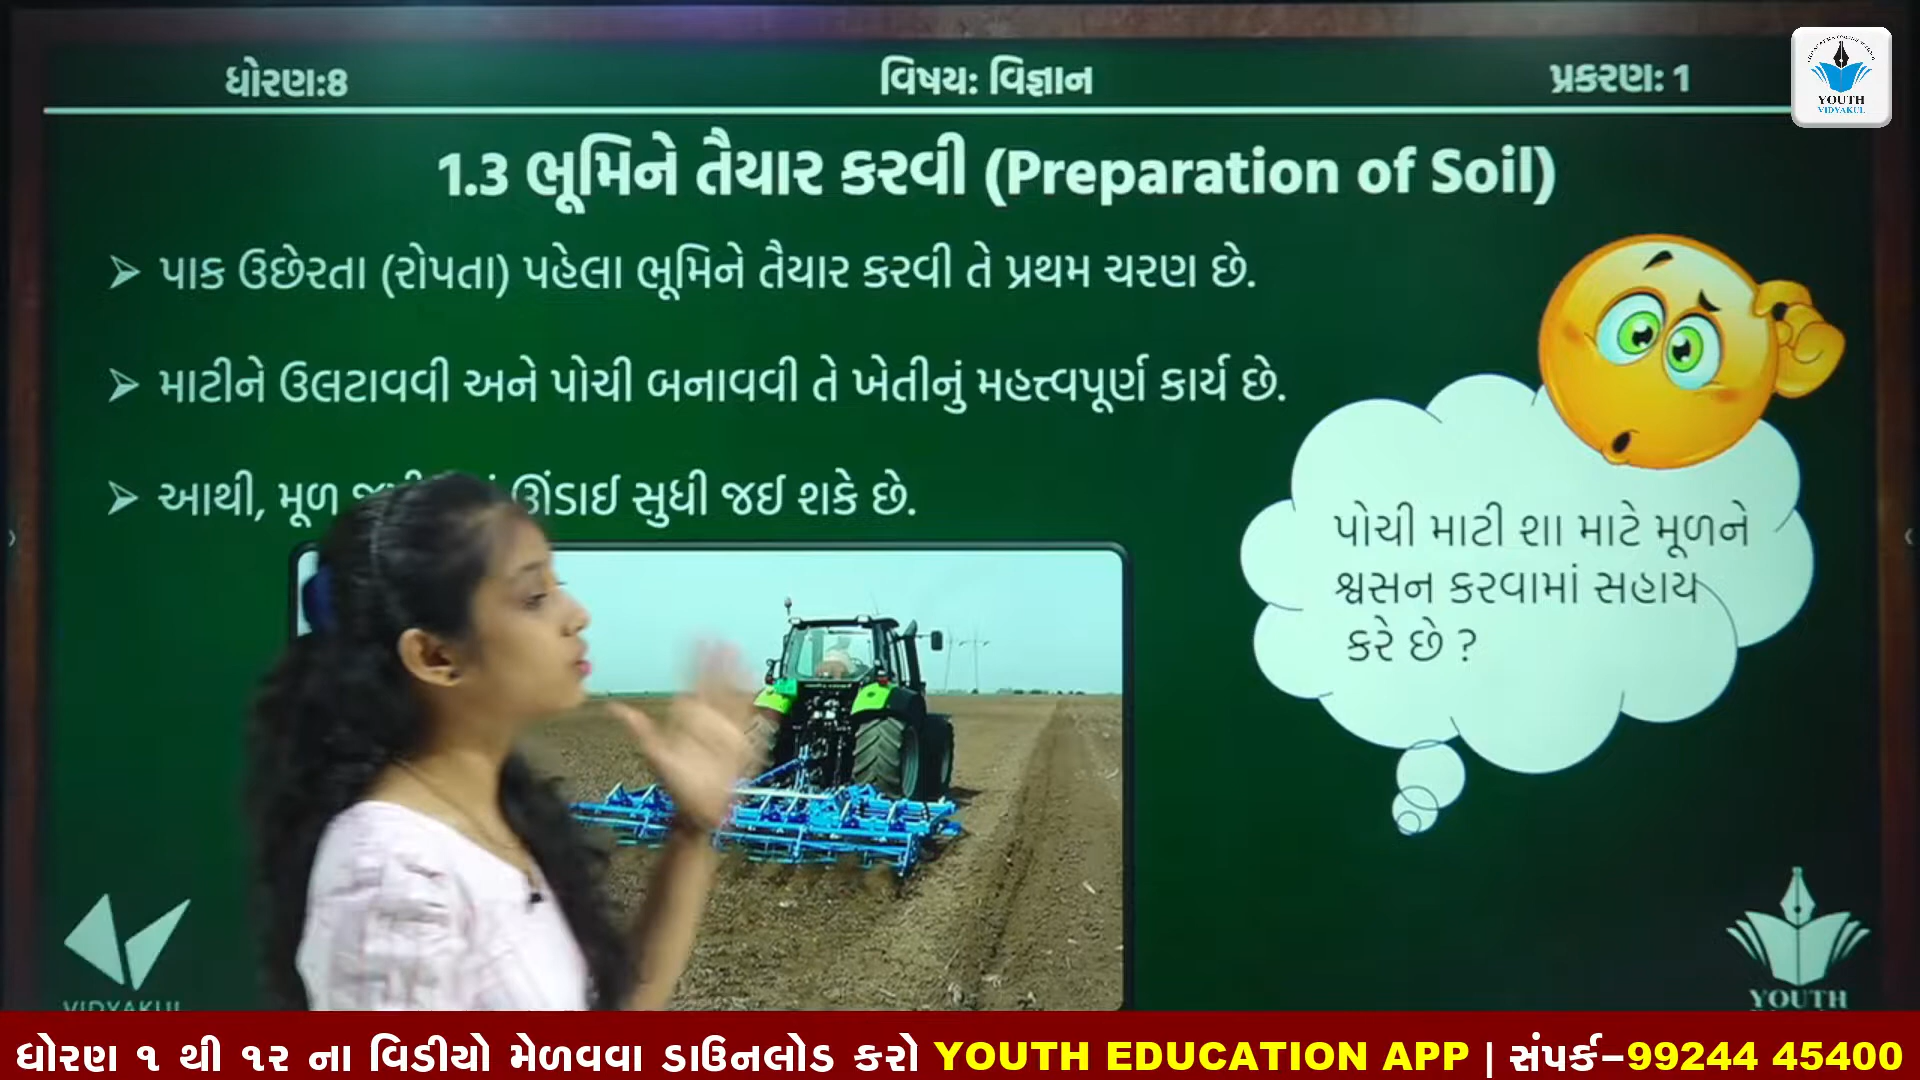 ધોરણ:8 વિષય: વિજ્ઞાન પ્રકરણ: 1
YOUTH
VIDYAKUL
1.3 ભૂમિને તૈયાર કરવી (Preparation of Soil)
➢ પાક ઉછેરતા (રોપતા) પહેલા ભૂમિને તૈયાર કરવી તે પ્રથમ ચરણ છે.
➢ માટીને ઉલટાવવી અને પોચી બનાવવી તે ખેતીનું મહત્ત્વપૂર્ણ કાર્ય છે.
➢ આથી, મૂળ ઊંડાઈ સુધી જઈ શકે છે.
પોચી માટી શા માટે મૂળને
શ્વસન કરવામાં સહાય
કરે છે ?
VIDYAKUL
YOUTH
ધોરણ ૧ થી ૧૨ ના વિડીયો મેળવવા ડાઉનલોડ કરો YOUTH EDUCATION APP | સંપર્ક-99244 45400